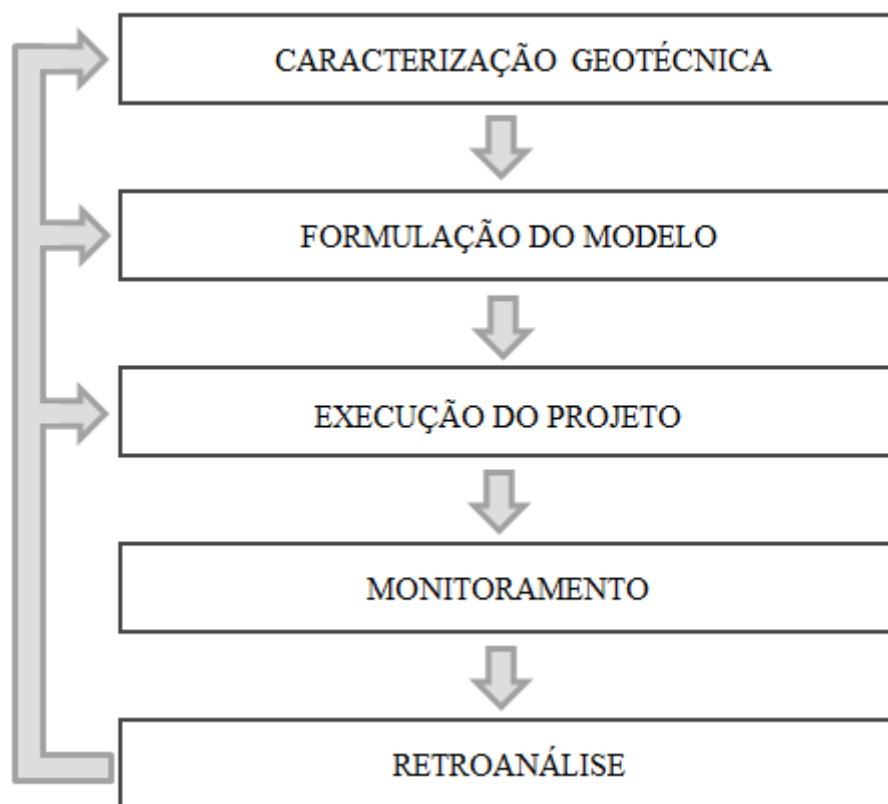 CARACTERIZAÇÃO GEOTÉCNICA
FORMULAÇÃO DO MODELO
EXECUÇÃO DO PROJETO
MONITORAMENTO
RETROANÁLISE